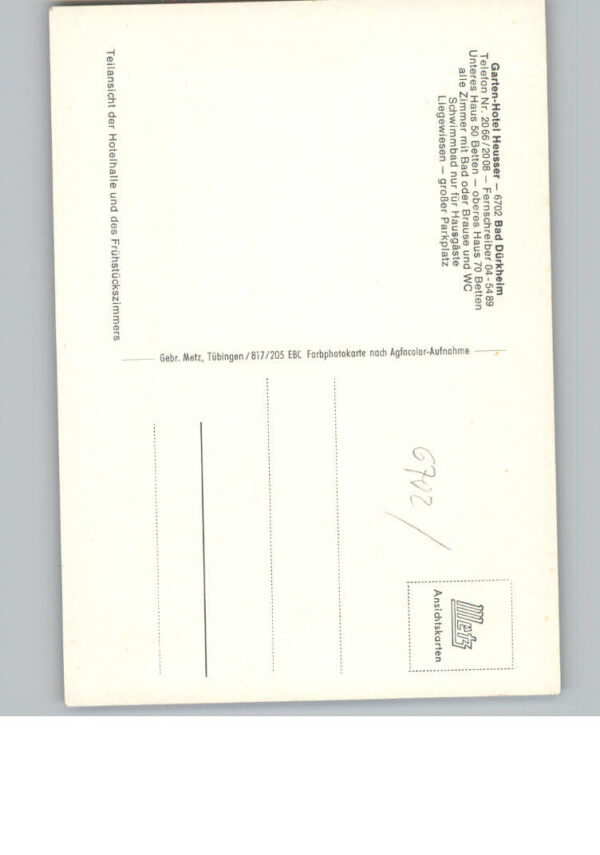 Garten-Hotel Heusser – 6702 Bad Dürkheim
Telefon Nr. 2066/2008 – Fernschreiber 04-5489
Unteres Haus 50 Betten – oberes Haus 70 Betten
alle Zimmer mit Bad oder Brause und WC
Schwimmbad nur für Hausgäste
Liegewiesen – großer Parkplatz
Teilansicht der Hotelhalle und des Frühstückszimmers
Gebr. Metz, Tübingen/817/205 EBC Farbphotokarte nach Agfacolor-Aufnahme
6702/
Metz
Ansichtskarten